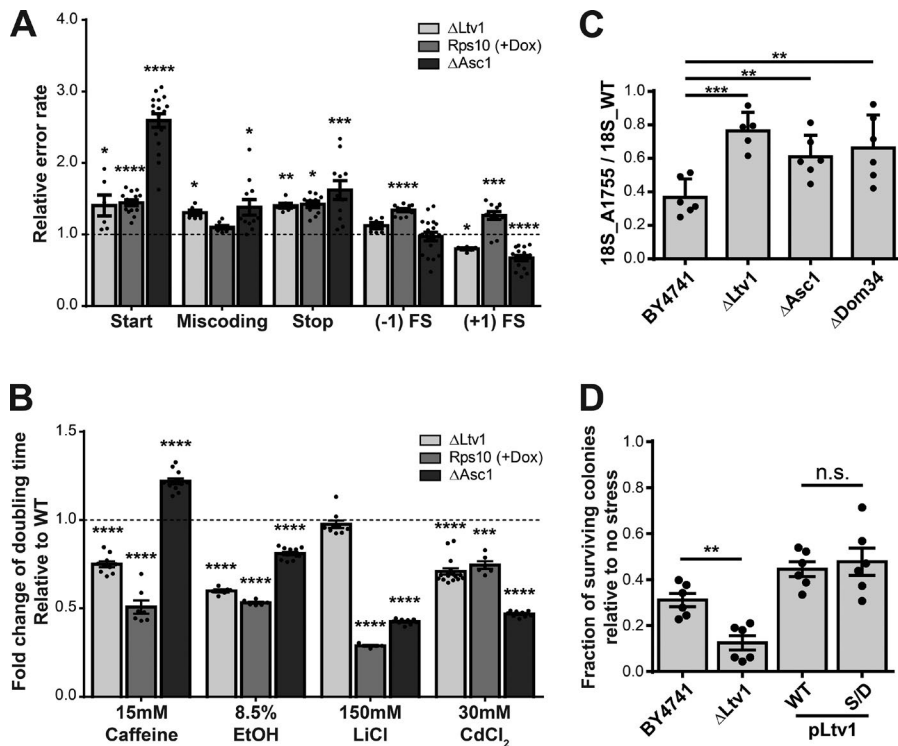 A
Relative error rate
4.0
3.0
2.0
1.0
0.0
ΔLtv1
Rps10 (+Dox)
ΔAsc1
* **** ****
* *
** * ***
****
* *** ****
Start Miscoding Stop (-1) FS (+1) FS
B
Fold change of doubling time
Relative to WT
1.5
1.0
0.5
0.0
ΔLtv1
Rps10 (+Dox)
ΔAsc1
**** **** ****
**** **** ****
**** ****
**** *** ****
15mM 8.5% 150mM 30mM
Caffeine EtOH LiCl CdCl₂
C
18S_A1755 / 18S_WT
1.0
0.8
0.6
0.4
0.2
0.0
**
**
***
BY4741 ΔLtv1 ΔAsc1 ΔDom34
D
Fraction of surviving colonies
relative to no stress
1.0
0.8
0.6
0.4
0.2
0.0
**
n.s.
BY4741 ΔLtv1 WT S/D
pLtv1